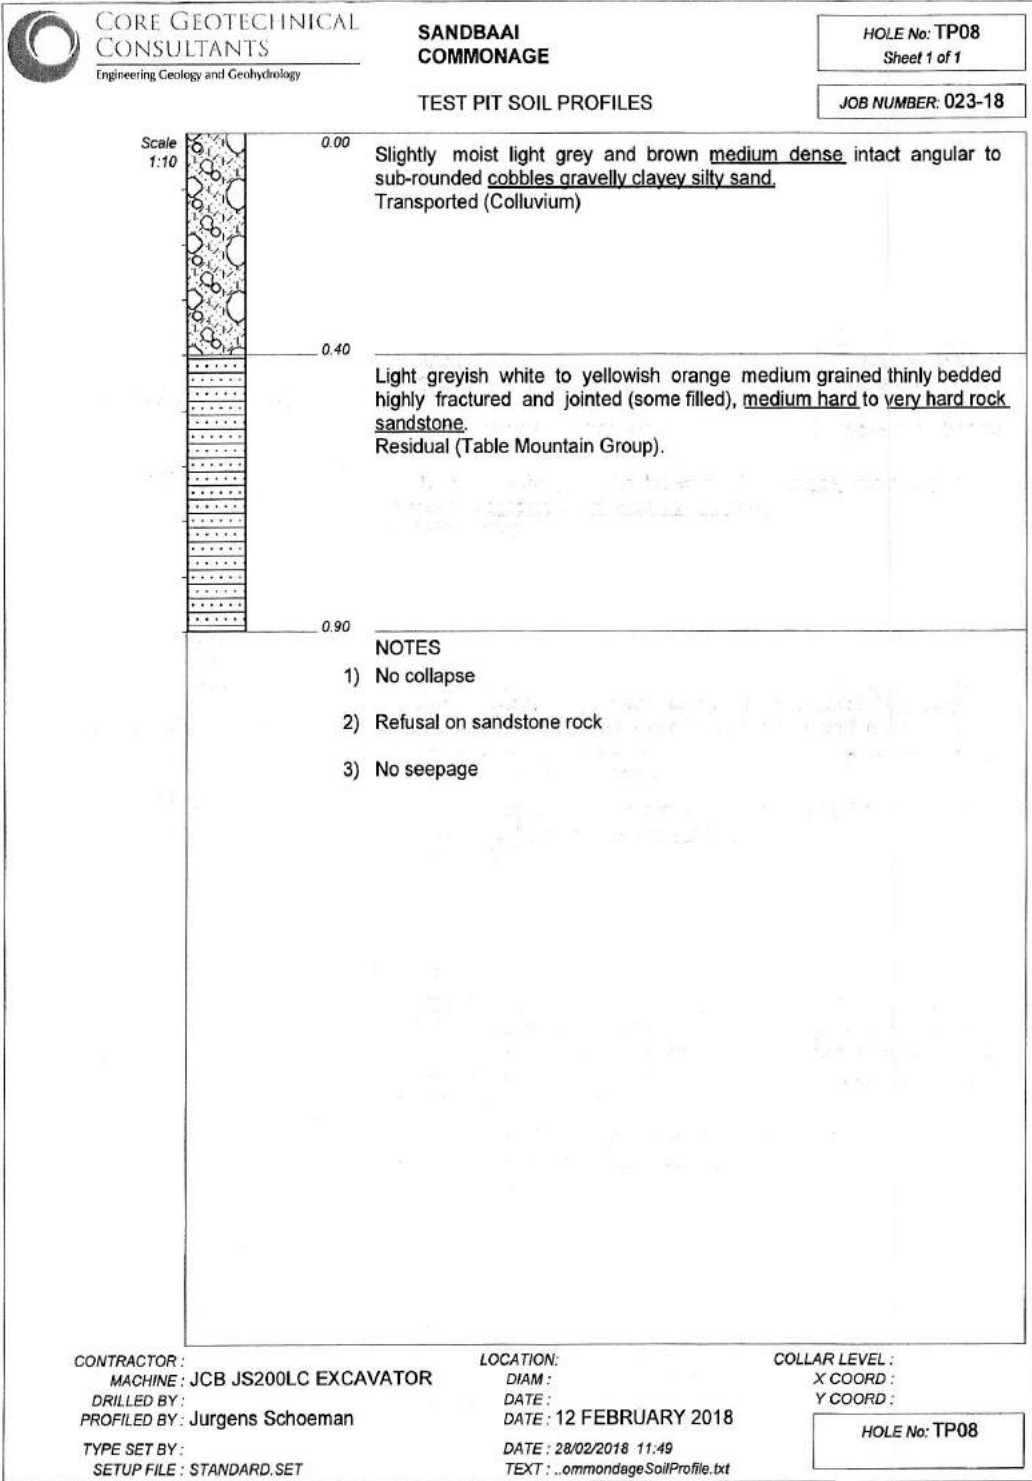 CORE GEOTECHNICAL
CONSULTANTS
Engineering Geology and Geohydrology
SANDBAAI
COMMONAGE
TEST PIT SOIL PROFILES
HOLE No: TP08
Sheet 1 of 1
JOB NUMBER: 023-18
Scale
1:10
0.00
Slightly moist light grey and brown medium dense intact angular to
sub-rounded cobbles gravelly clayey silty sand.
Transported (Colluvium)
0.40
Light greyish white to yellowish orange medium grained thinly bedded
highly fractured and jointed (some filled), medium hard to very hard rock
sandstone.
Residual (Table Mountain Group).
0.90
NOTES
1) No collapse
2) Refusal on sandstone rock
3) No seepage
CONTRACTOR :
MACHINE : JCB JS200LC EXCAVATOR
DRILLED BY :
PROFILED BY : Jurgens Schoeman
TYPE SET BY :
SETUP FILE : STANDARD.SET
LOCATION:
DIAM :
DATE :
DATE : 12 FEBRUARY 2018
DATE : 28/02/2018 11:49
TEXT : ..ommondageSoilProfile.txt
COLLAR LEVEL :
X COORD :
Y COORD :
HOLE No: TP08